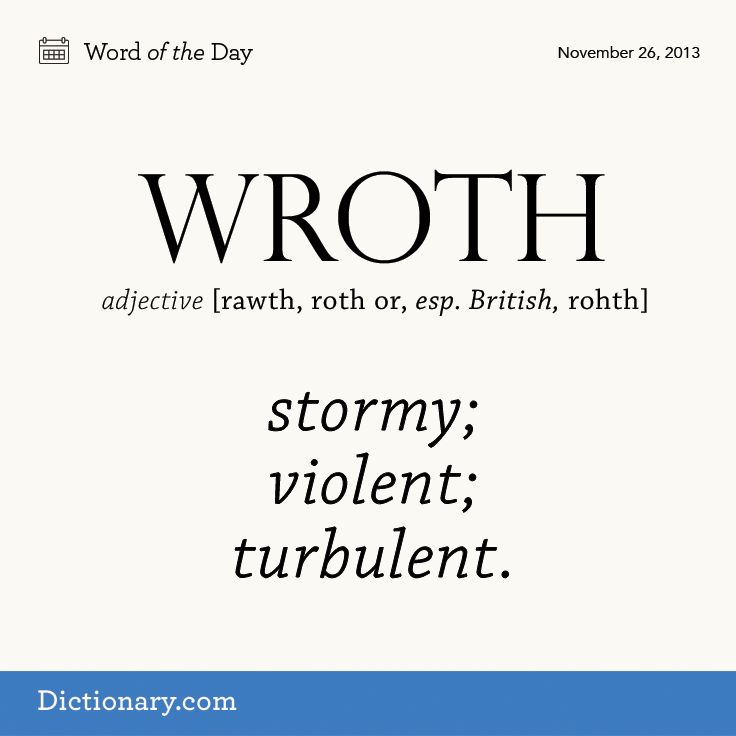 Word of the Day
November 26, 2013
WROTH
adjective [rawth, roth or, esp. British, rohth]
stormy;
violent;
turbulent.
Dictionary.com